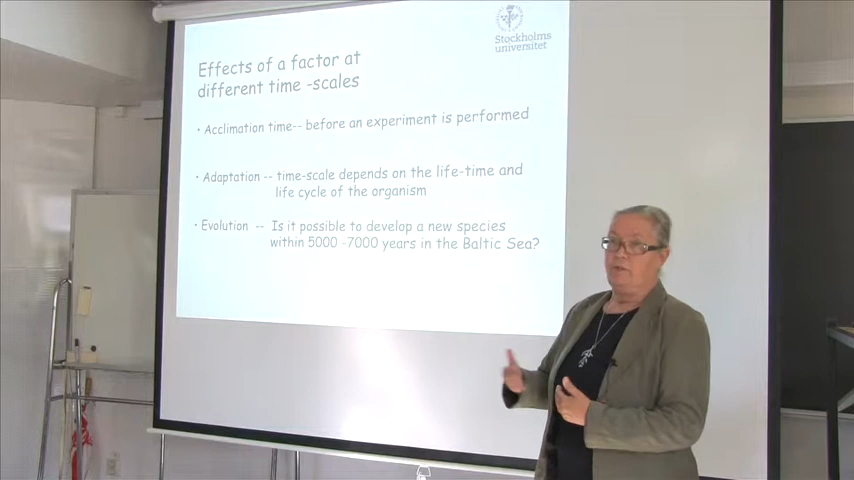 Stockholms
universitet
Effects of a factor at
different time -scales
• Acclimation time-- before an experiment is performed
• Adaptation -- time-scale depends on the life-time and
life cycle of the organism
• Evolution -- Is it possible to develop a new species
within 5000 -7000 years in the Baltic Sea?